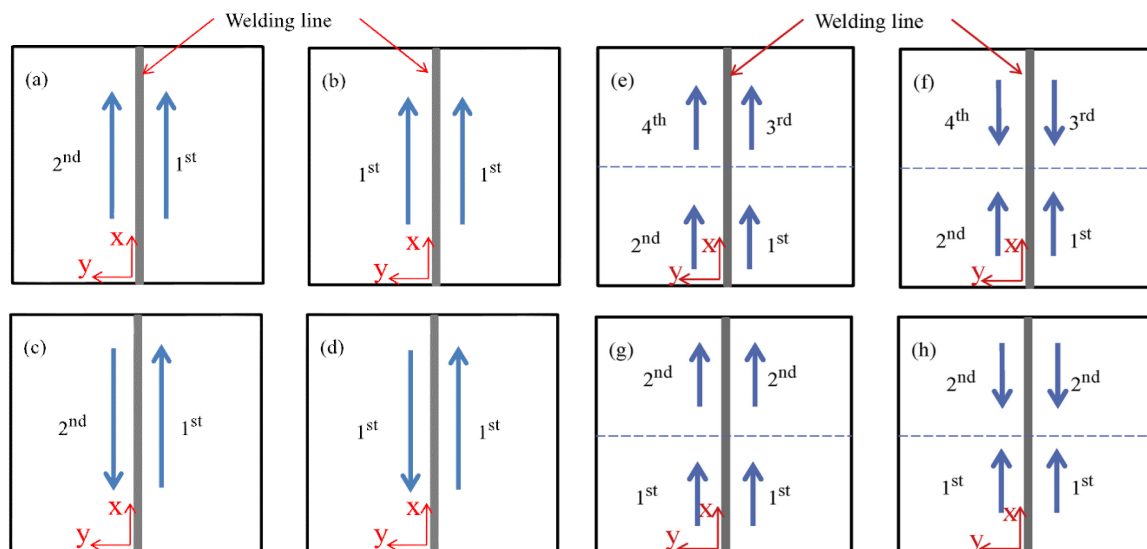 Welding line
Welding line
(a)
2nd
1st
x
y
(b)
1st
1st
x
y
(e)
4th
3rd
2nd
1st
x
y
(f)
4th
3rd
2nd
1st
x
y
(c)
2nd
1st
x
y
(d)
1st
1st
x
y
(g)
2nd
2nd
1st
1st
x
y
(h)
2nd
2nd
1st
1st
x
y